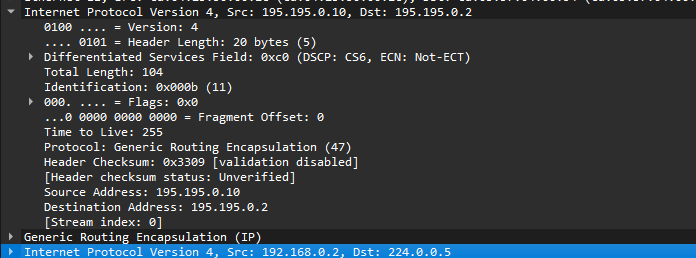 Internet Protocol Version 4, Src: 195.195.0.10, Dst: 195.195.0.2
0100 .... = Version: 4
.... 0101 = Header Length: 20 bytes (5)
Differentiated Services Field: 0xc0 (DSCP: CS6, ECN: Not-ECT)
Total Length: 104
Identification: 0x000b (11)
000. .... = Flags: 0x0
...0 0000 0000 0000 = Fragment Offset: 0
Time to Live: 255
Protocol: Generic Routing Encapsulation (47)
Header Checksum: 0x3309 [validation disabled]
[Header checksum status: Unverified]
Source Address: 195.195.0.10
Destination Address: 195.195.0.2
[Stream index: 0]
Generic Routing Encapsulation (IP)
Internet Protocol Version 4, Src: 192.168.0.2, Dst: 224.0.0.5